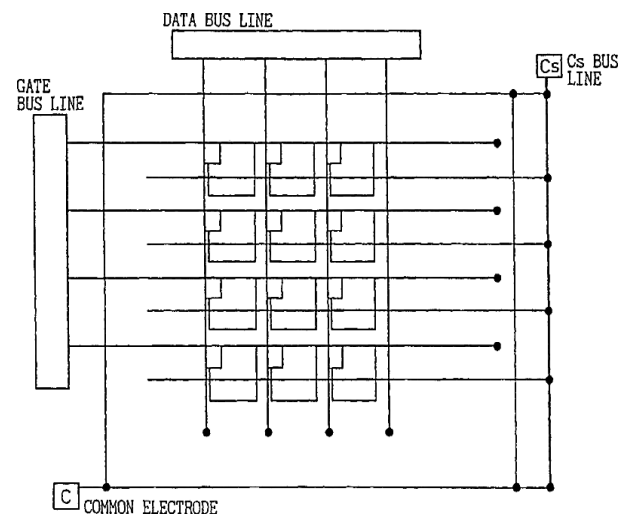 DATA BUS LINE
Cs
Cs BUS
LINE
GATE
BUS LINE
C
COMMON ELECTRODE